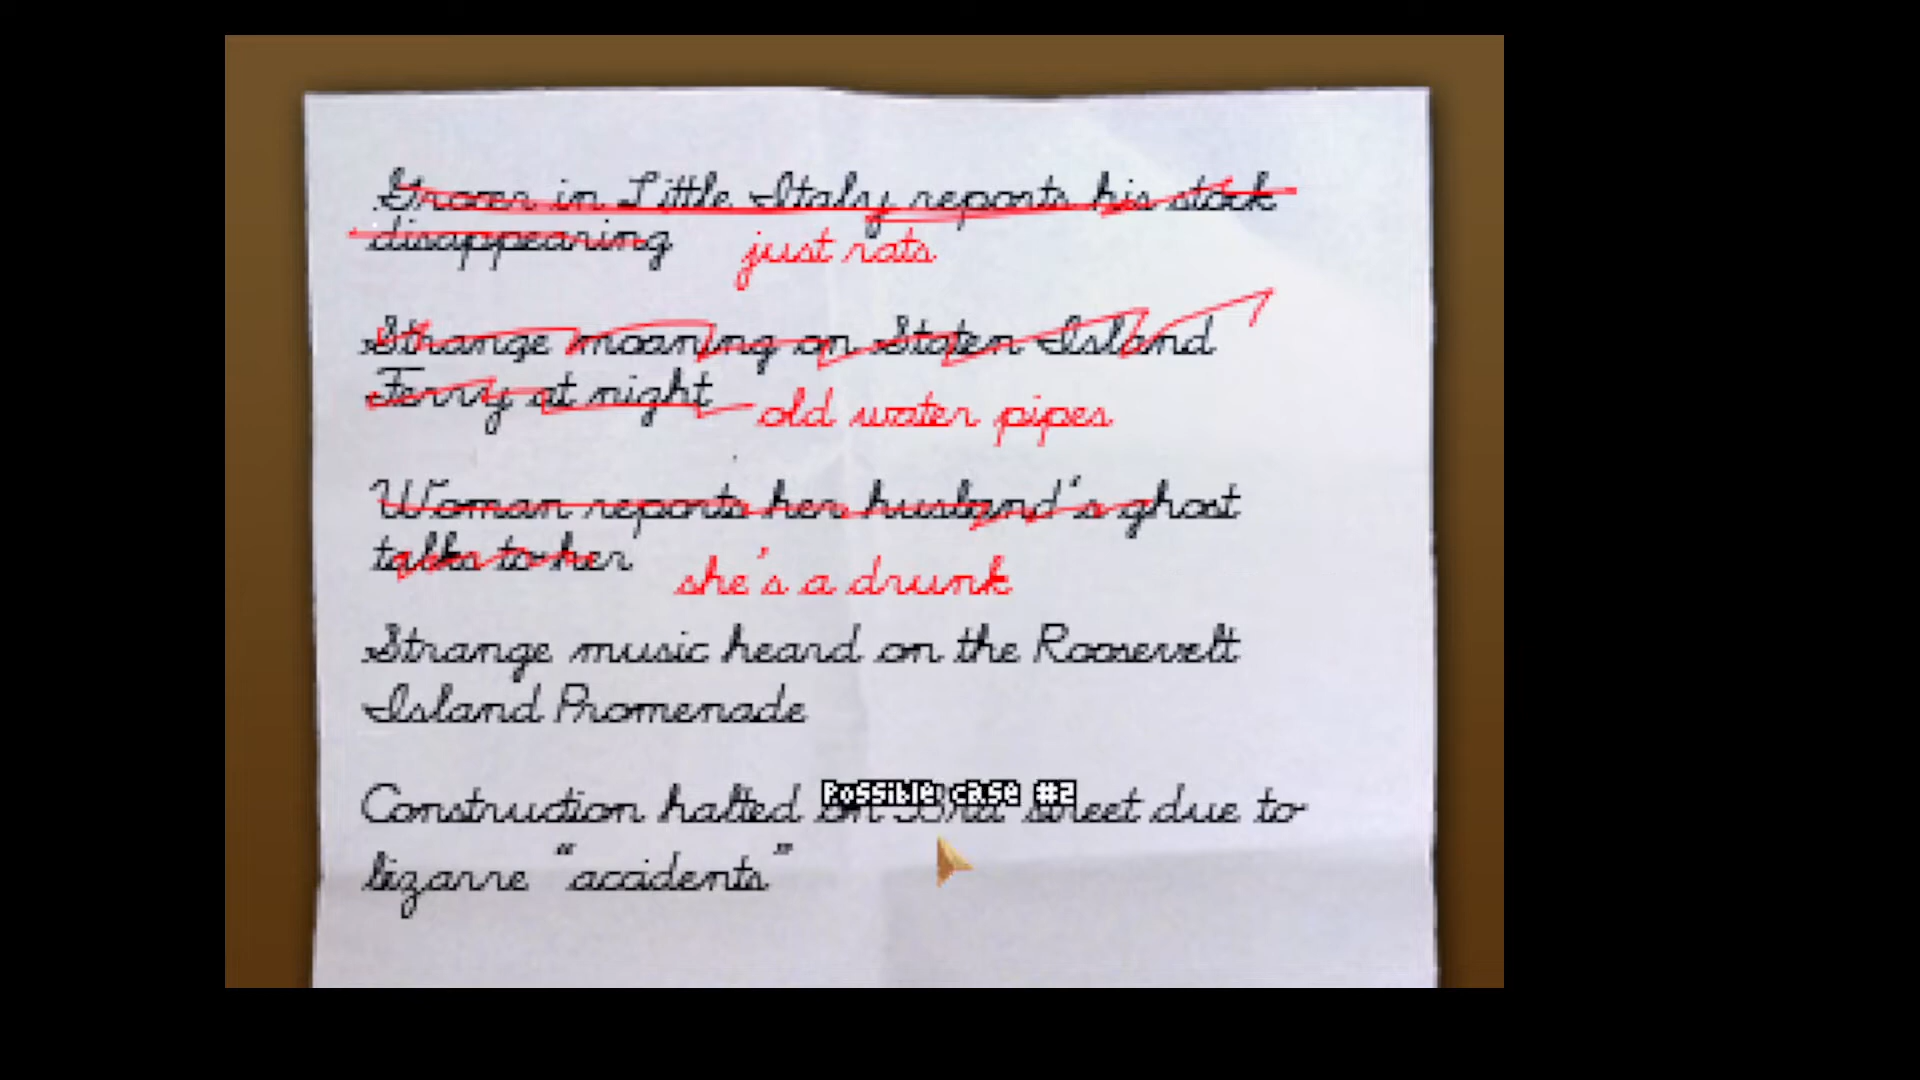 Grocer in Little Italy reports his stock
disappearing just rats
Strange moaning on Staten Island
Ferry at night old water pipes
Woman reports her husband's ghost
talks to her she's a drunk
Strange music heard on the Roosevelt
Island Promenade
Possible case #2
Construction halted on 33rd street due to
bizarre "accidents"